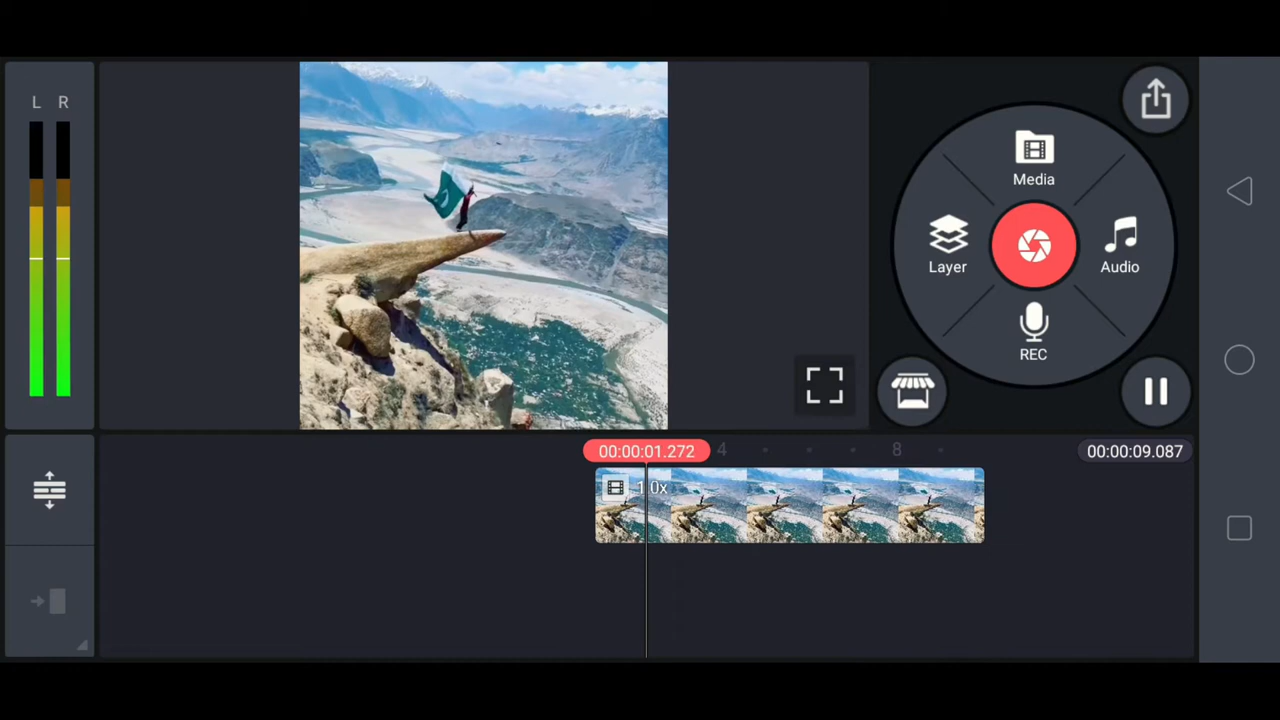 L R
Media
Layer
Audio
REC
00:00:01.272
4
8
00:00:09.087
1.0x